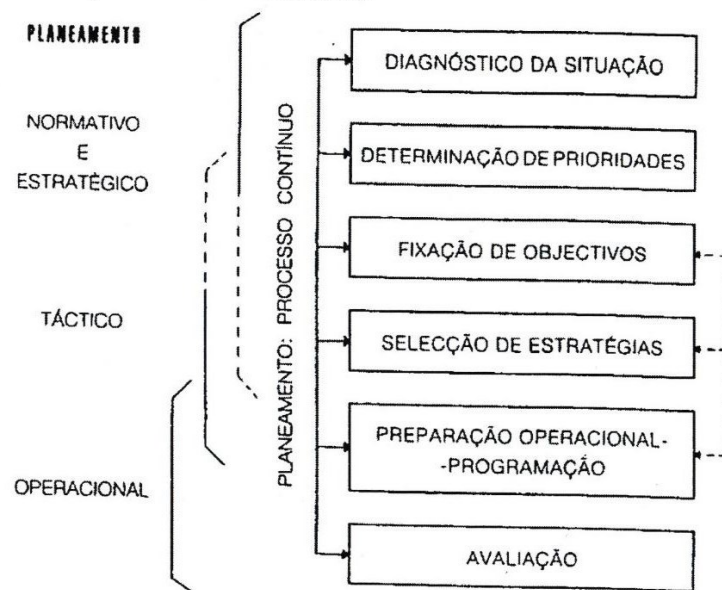 PLANEAMENTO
NORMATIVO
E
ESTRATÉGICO
TÁCTICO
OPERACIONAL
PLANEAMENTO: PROCESSO CONTÍNUO
DIAGNÓSTICO DA SITUAÇÃO
DETERMINAÇÃO DE PRIORIDADES
FIXAÇÃO DE OBJECTIVOS
SELECÇÃO DE ESTRATÉGIAS
PREPARAÇÃO OPERACIONAL-
-PROGRAMAÇÃO
AVALIAÇÃO